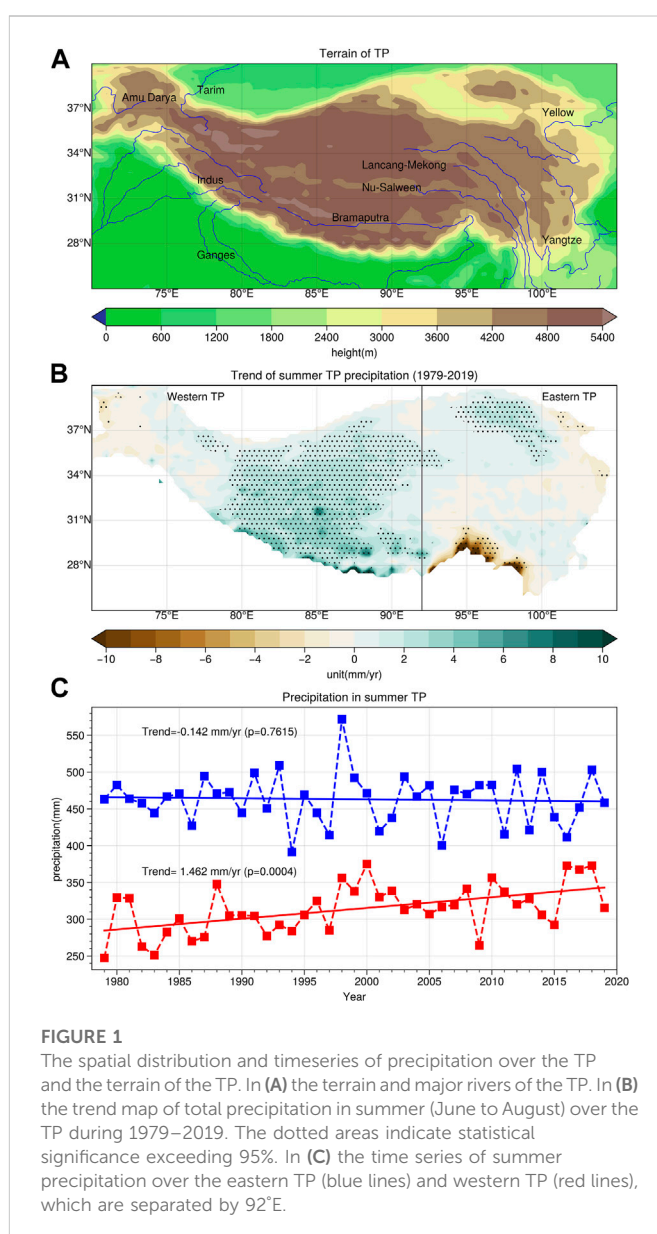 A
Terrain of TP
37°N
34°N
31°N
28°N
Amu Darya
Tarim
Yellow
Lancang-Mekong
Indus
Nu-Salween
Bramaputra
Ganges
Yangtze
75°E 80°E 85°E 90°E 95°E 100°E
0 600 1200 1800 2400 3000 3600 4200 4800 5400
height(m)
B
Trend of summer TP precipitation (1979-2019)
Western TP Eastern TP
37°N
34°N
31°N
28°N
75°E 80°E 85°E 90°E 95°E 100°E
−10 −8 −6 −4 −2 0 2 4 6 8 10
unit(mm/yr)
C
Precipitation in summer TP
Trend=-0.142 mm/yr (p=0.7615)
Trend= 1.462 mm/yr (p=0.0004)
precipitation(mm)
550
500
450
400
350
300
250
1980 1985 1990 1995 2000 2005 2010 2015 2020
Year
FIGURE 1
The spatial distribution and timeseries of precipitation over the TP
and the terrain of the TP. In (A) the terrain and major rivers of the TP. In (B)
the trend map of total precipitation in summer (June to August) over the
TP during 1979–2019. The dotted areas indicate statistical
significance exceeding 95%. In (C) the time series of summer
precipitation over the eastern TP (blue lines) and western TP (red lines),
which are separated by 92°E.